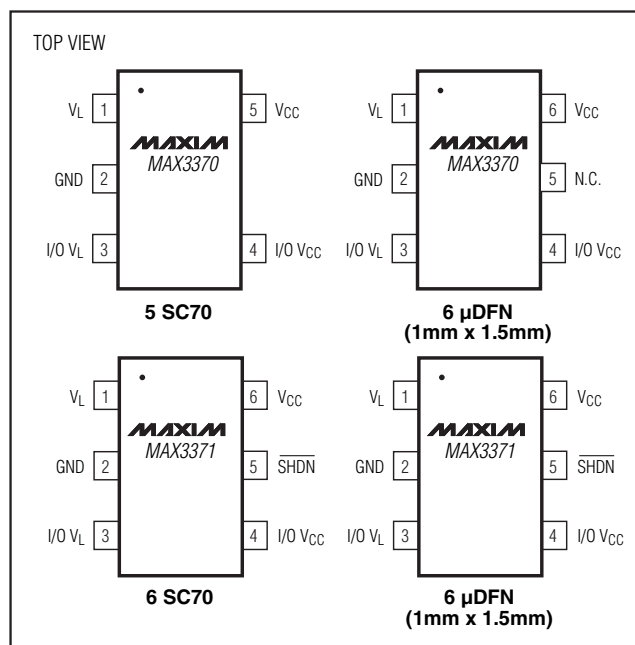 TOP VIEW
VL 1
5 VCC
MAXIM
MAX3370
GND 2
I/O VL 3
4 I/O VCC
5 SC70
VL 1
6 VCC
MAXIM
MAX3370
GND 2
5 N.C.
I/O VL 3
4 I/O VCC
6 µDFN
(1mm x 1.5mm)
VL 1
6 VCC
MAXIM
MAX3371
GND 2
5 SHDN
I/O VL 3
4 I/O VCC
6 SC70
VL 1
6 VCC
MAXIM
MAX3371
GND 2
5 SHDN
I/O VL 3
4 I/O VCC
6 µDFN
(1mm x 1.5mm)